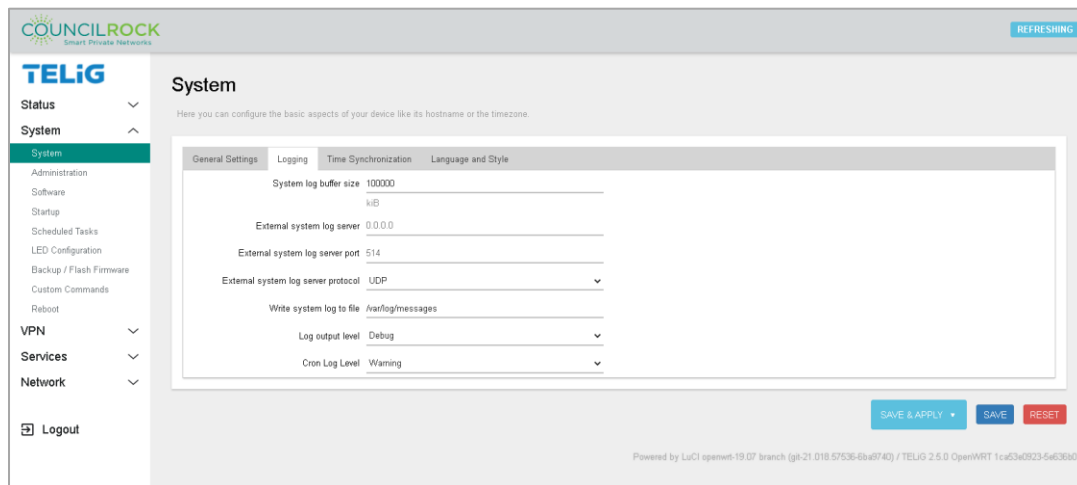 COUNCILROCK
Smart Private Networks
REFRESHING
TELiG
Status
System
System
Administration
Software
Startup
Scheduled Tasks
LED Configuration
Backup / Flash Firmware
Custom Commands
Reboot
VPN
Services
Network
Logout
System
Here you can configure the basic aspects of your device like its hostname or the timezone.
General Settings Logging Time Synchronization Language and Style
System log buffer size 100000
kiB
External system log server 0.0.0.0
External system log server port 514
External system log server protocol UDP
Write system log to file /var/log/messages
Log output level Debug
Cron Log Level Warning
SAVE & APPLY SAVE RESET
Powered by LuCI openwrt-19.07 branch (git-21.018.57536-6ba9740) / TELiG 2.5.0 OpenWRT 1ca53e0923-5e636b0